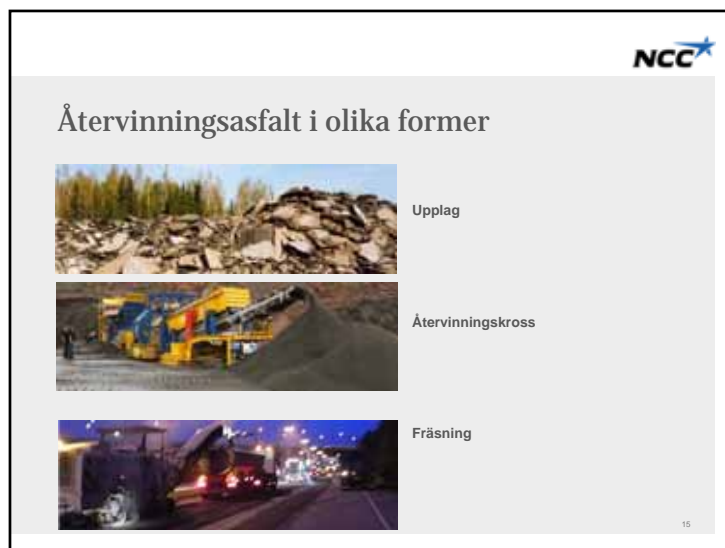 NCC
Återvinningsasfalt i olika former
Upplag
Återvinningskross
Fräsning
15